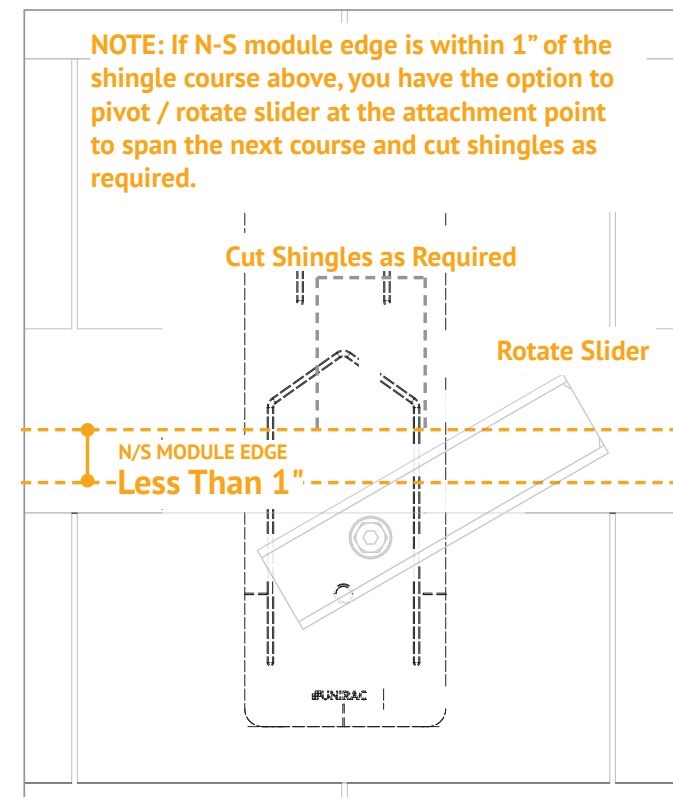 NOTE: If N-S module edge is within 1” of the
shingle course above, you have the option to
pivot / rotate slider at the attachment point
to span the next course and cut shingles as
required.
Cut Shingles as Required
Rotate Slider
N/S MODULE EDGE
Less Than 1"
UNIRAC